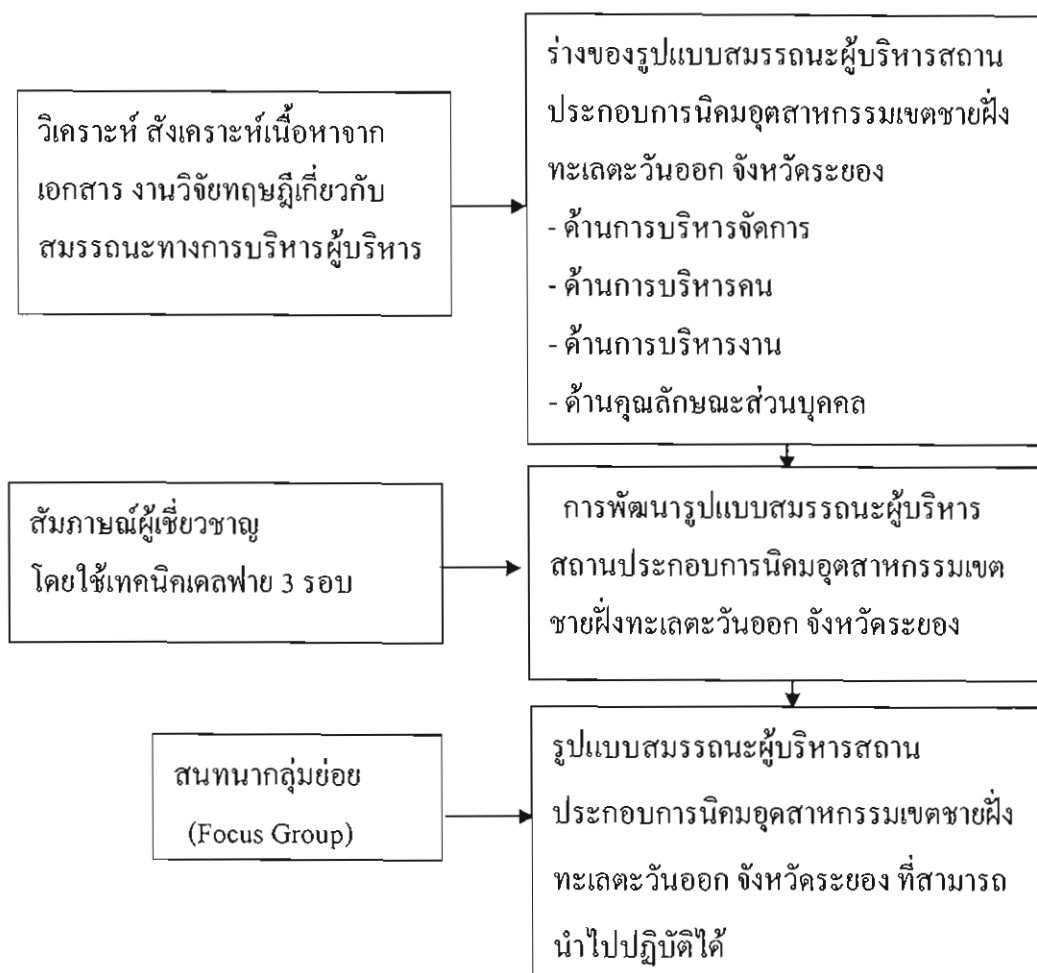 วิเคราะห์ สังเคราะห์เนื้อหาจาก
เอกสาร งานวิจัยทฤษฎีเกี่ยวกับ
สมรรถนะทางการบริหารผู้บริหาร
ร่างของรูปแบบสมรรถนะผู้บริหารสถาน
ประกอบการนิคมอุตสาหกรรมเขตชายฝั่ง
ทะเลตะวันออก จังหวัดระยอง
- ด้านการบริหารจัดการ
- ด้านการบริหารคน
- ด้านการบริหารงาน
- ด้านคุณลักษณะส่วนบุคคล
สัมภาษณ์ผู้เชี่ยวชาญ
โดยใช้เทคนิคเดลฟาย 3 รอบ
การพัฒนารูปแบบสมรรถนะผู้บริหาร
สถานประกอบการนิคมอุตสาหกรรมเขต
ชายฝั่งทะเลตะวันออก จังหวัดระยอง
สนทนากลุ่มย่อย
(Focus Group)
รูปแบบสมรรถนะผู้บริหารสถาน
ประกอบการนิคมอุตสาหกรรมเขตชายฝั่ง
ทะเลตะวันออก จังหวัดระยอง ที่สามารถ
นำไปปฏิบัติได้